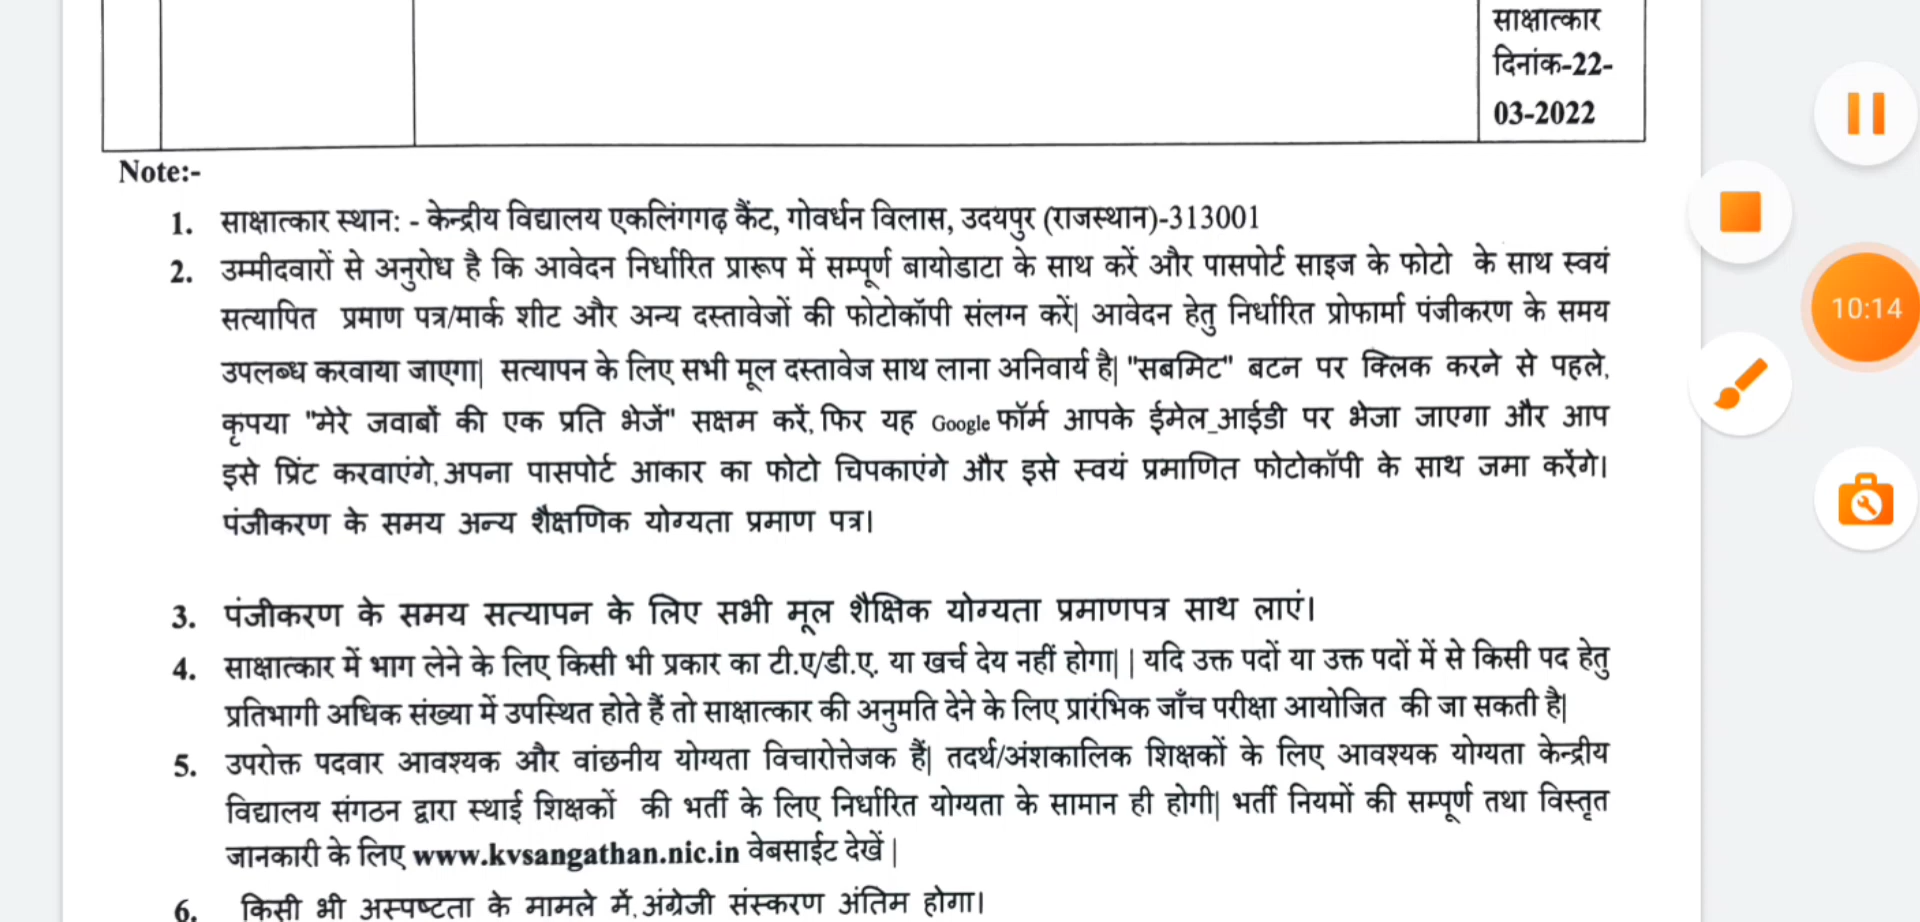 साक्षात्कार
दिनांक-22-
03-2022
Note:-
1. साक्षात्कार स्थान: - केन्द्रीय विद्यालय एकलिंगगढ़ कैंट, गोवर्धन विलास, उदयपुर (राजस्थान)-313001
2. उम्मीदवारों से अनुरोध है कि आवेदन निर्धारित प्रारूप में सम्पूर्ण बायोडाटा के साथ करें और पासपोर्ट साइज के फोटो के साथ स्वयं
सत्यापित प्रमाण पत्र/मार्क शीट और अन्य दस्तावेजों की फोटोकॉपी संलग्न करें| आवेदन हेतु निर्धारित प्रोफार्मा पंजीकरण के समय
उपलब्ध करवाया जाएगा| सत्यापन के लिए सभी मूल दस्तावेज साथ लाना अनिवार्य है| "सबमिट" बटन पर क्लिक करने से पहले,
कृपया "मेरे जवाबों की एक प्रति भेजें" सक्षम करें, फिर यह Google फॉर्म आपके ईमेल_आईडी पर भेजा जाएगा और आप
इसे प्रिंट करवाएंगे, अपना पासपोर्ट आकार का फोटो चिपकाएंगे और इसे स्वयं प्रमाणित फोटोकॉपी के साथ जमा करेंगे।
पंजीकरण के समय अन्य शैक्षणिक योग्यता प्रमाण पत्र।
3. पंजीकरण के समय सत्यापन के लिए सभी मूल शैक्षिक योग्यता प्रमाणपत्र साथ लाएं।
4. साक्षात्कार में भाग लेने के लिए किसी भी प्रकार का टी.ए/डी.ए. या खर्च देय नहीं होगा| | यदि उक्त पदों या उक्त पदों में से किसी पद हेतु
प्रतिभागी अधिक संख्या में उपस्थित होते हैं तो साक्षात्कार की अनुमति देने के लिए प्रारंभिक जाँच परीक्षा आयोजित की जा सकती है|
5. उपरोक्त पदवार आवश्यक और वांछनीय योग्यता विचारोत्तेजक हैं| तदर्थ/अंशकालिक शिक्षकों के लिए आवश्यक योग्यता केन्द्रीय
विद्यालय संगठन द्वारा स्थाई शिक्षकों की भर्ती के लिए निर्धारित योग्यता के सामान ही होगी| भर्ती नियमों की सम्पूर्ण तथा विस्तृत
जानकारी के लिए www.kvsangathan.nic.in वेबसाईट देखें |
6. किसी भी अस्पष्टता के मामले में, अंग्रेजी संस्करण अंतिम होगा।
10:14